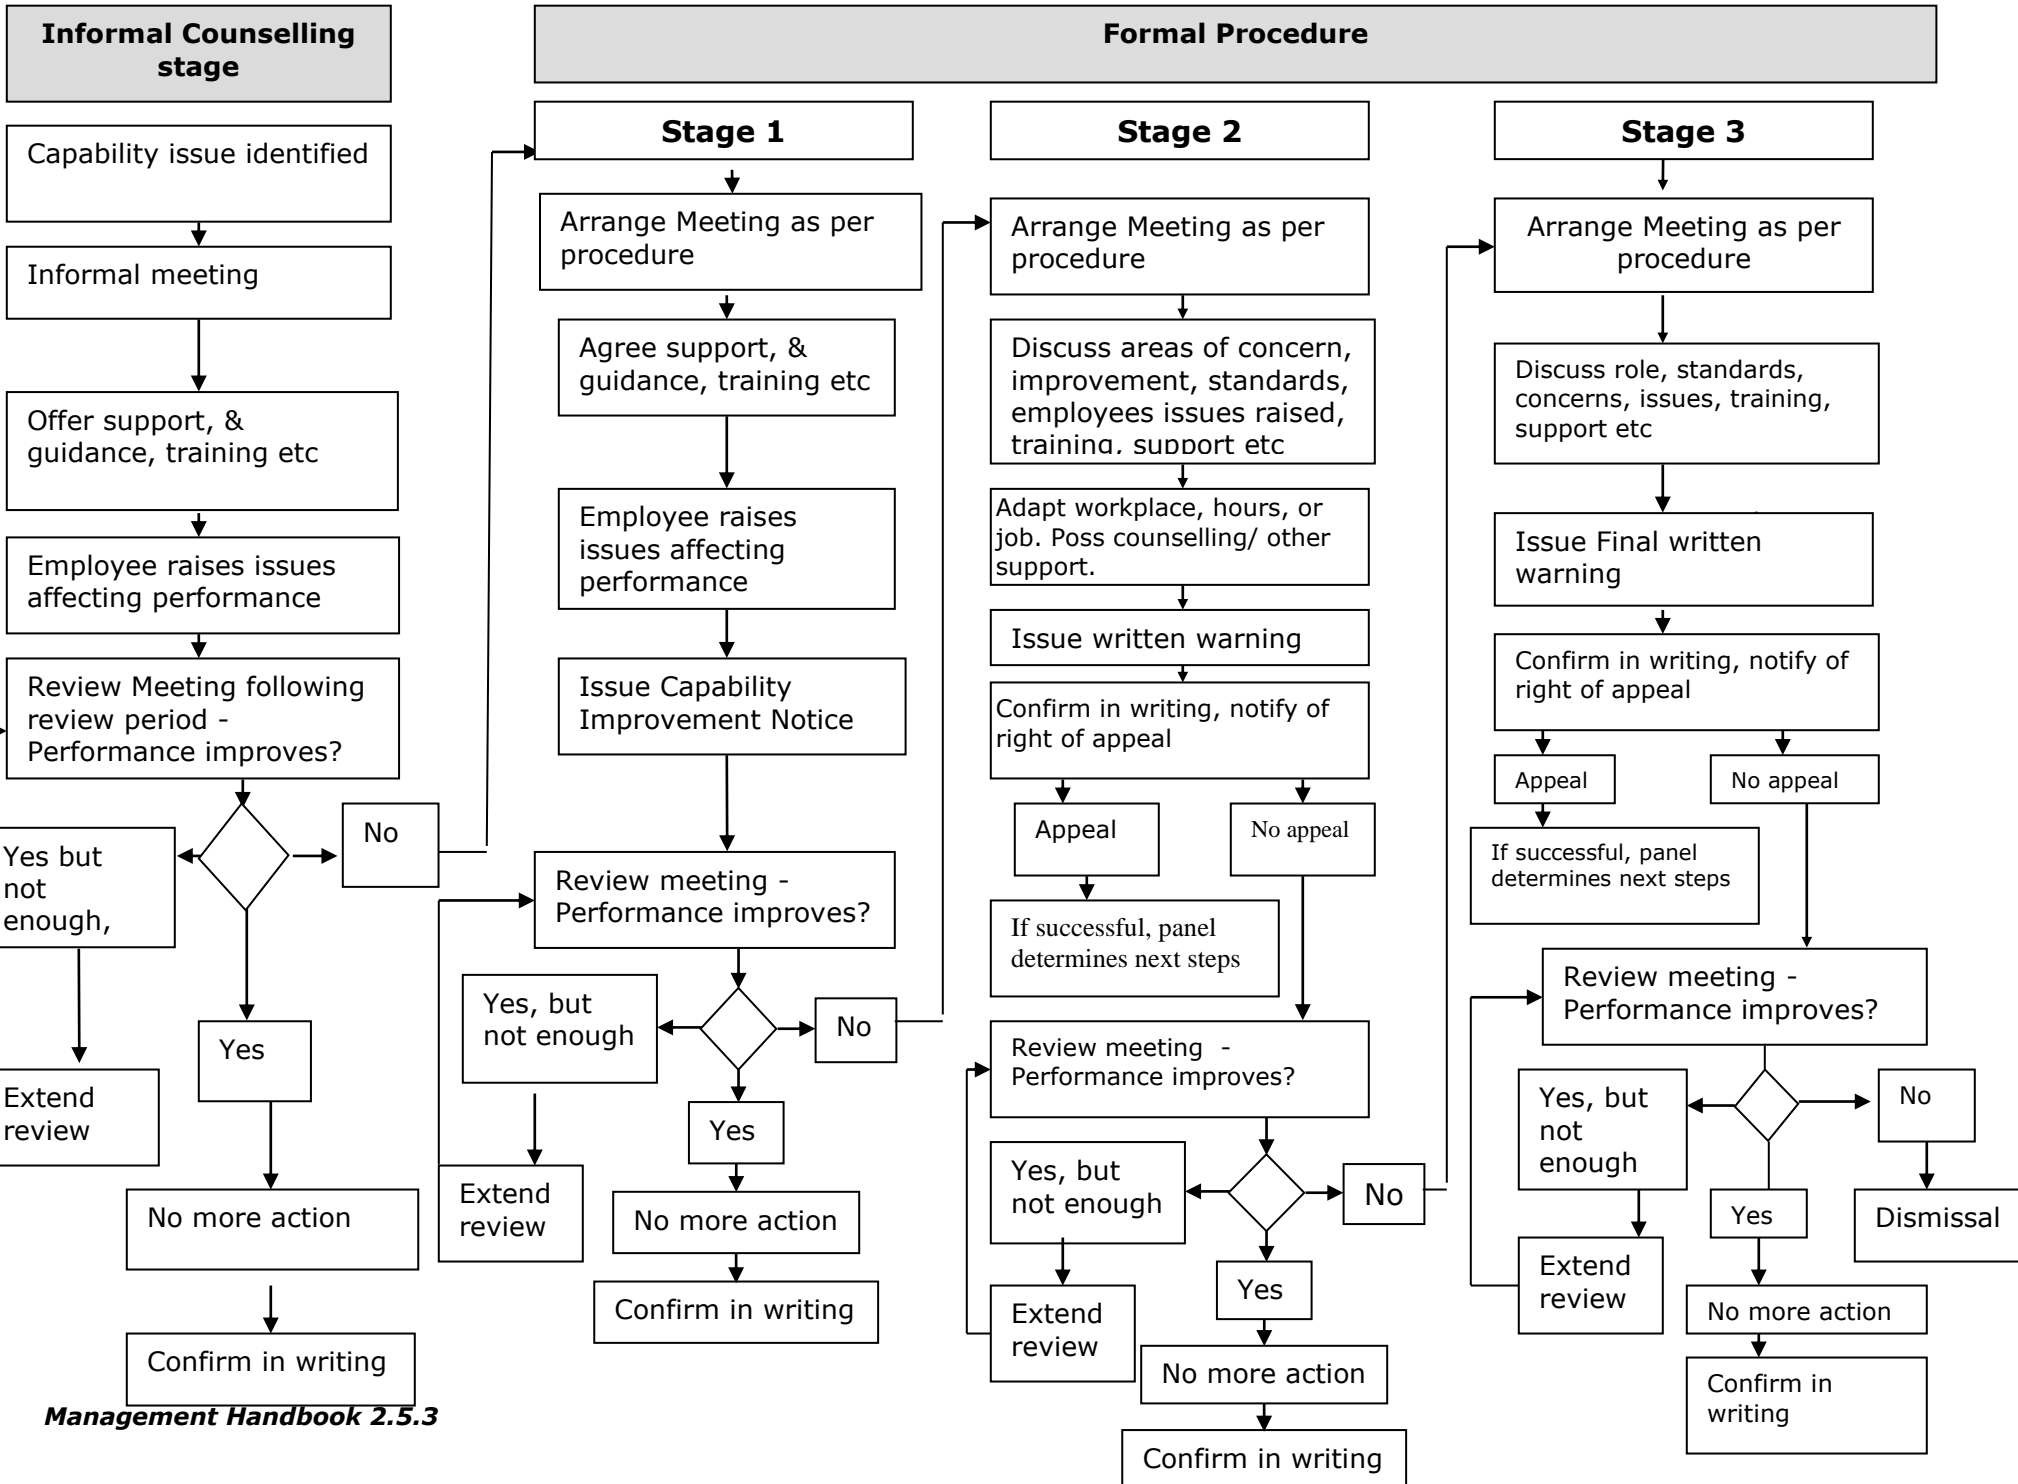 Informal Counselling
stage
Capability issue identified
Informal meeting
Offer support, &
guidance, training etc
Employee raises issues
affecting performance
Review Meeting following
review period -
Performance improves?
No
Yes but
not
enough,
Yes
Extend
review
No more action
Confirm in writing
Management Handbook 2.5.3
Formal Procedure
Stage 1
Arrange Meeting as per
procedure
Agree support, &
guidance, training etc
Employee raises
issues affecting
performance
Issue Capability
Improvement Notice
Review meeting -
Performance improves?
Yes, but
not enough
No
Yes
Extend
review
No more action
Confirm in writing
Stage 2
Arrange Meeting as per
procedure
Discuss areas of concern,
improvement, standards,
employees issues raised,
training, support etc
Adapt workplace, hours, or
job. Poss counselling/ other
support.
Issue written warning
Confirm in writing, notify of
right of appeal
Appeal
No appeal
If successful, panel
determines next steps
Review meeting -
Performance improves?
Yes, but
not enough
No
Yes
Extend
review
No more action
Confirm in writing
Stage 3
Arrange Meeting as per
procedure
Discuss role, standards,
concerns, issues, training,
support etc
Issue Final written
warning
Confirm in writing, notify of
right of appeal
Appeal
No appeal
If successful, panel
determines next steps
Review meeting -
Performance improves?
Yes, but
not
enough
No
Yes
Dismissal
Extend
review
No more action
Confirm in
writing